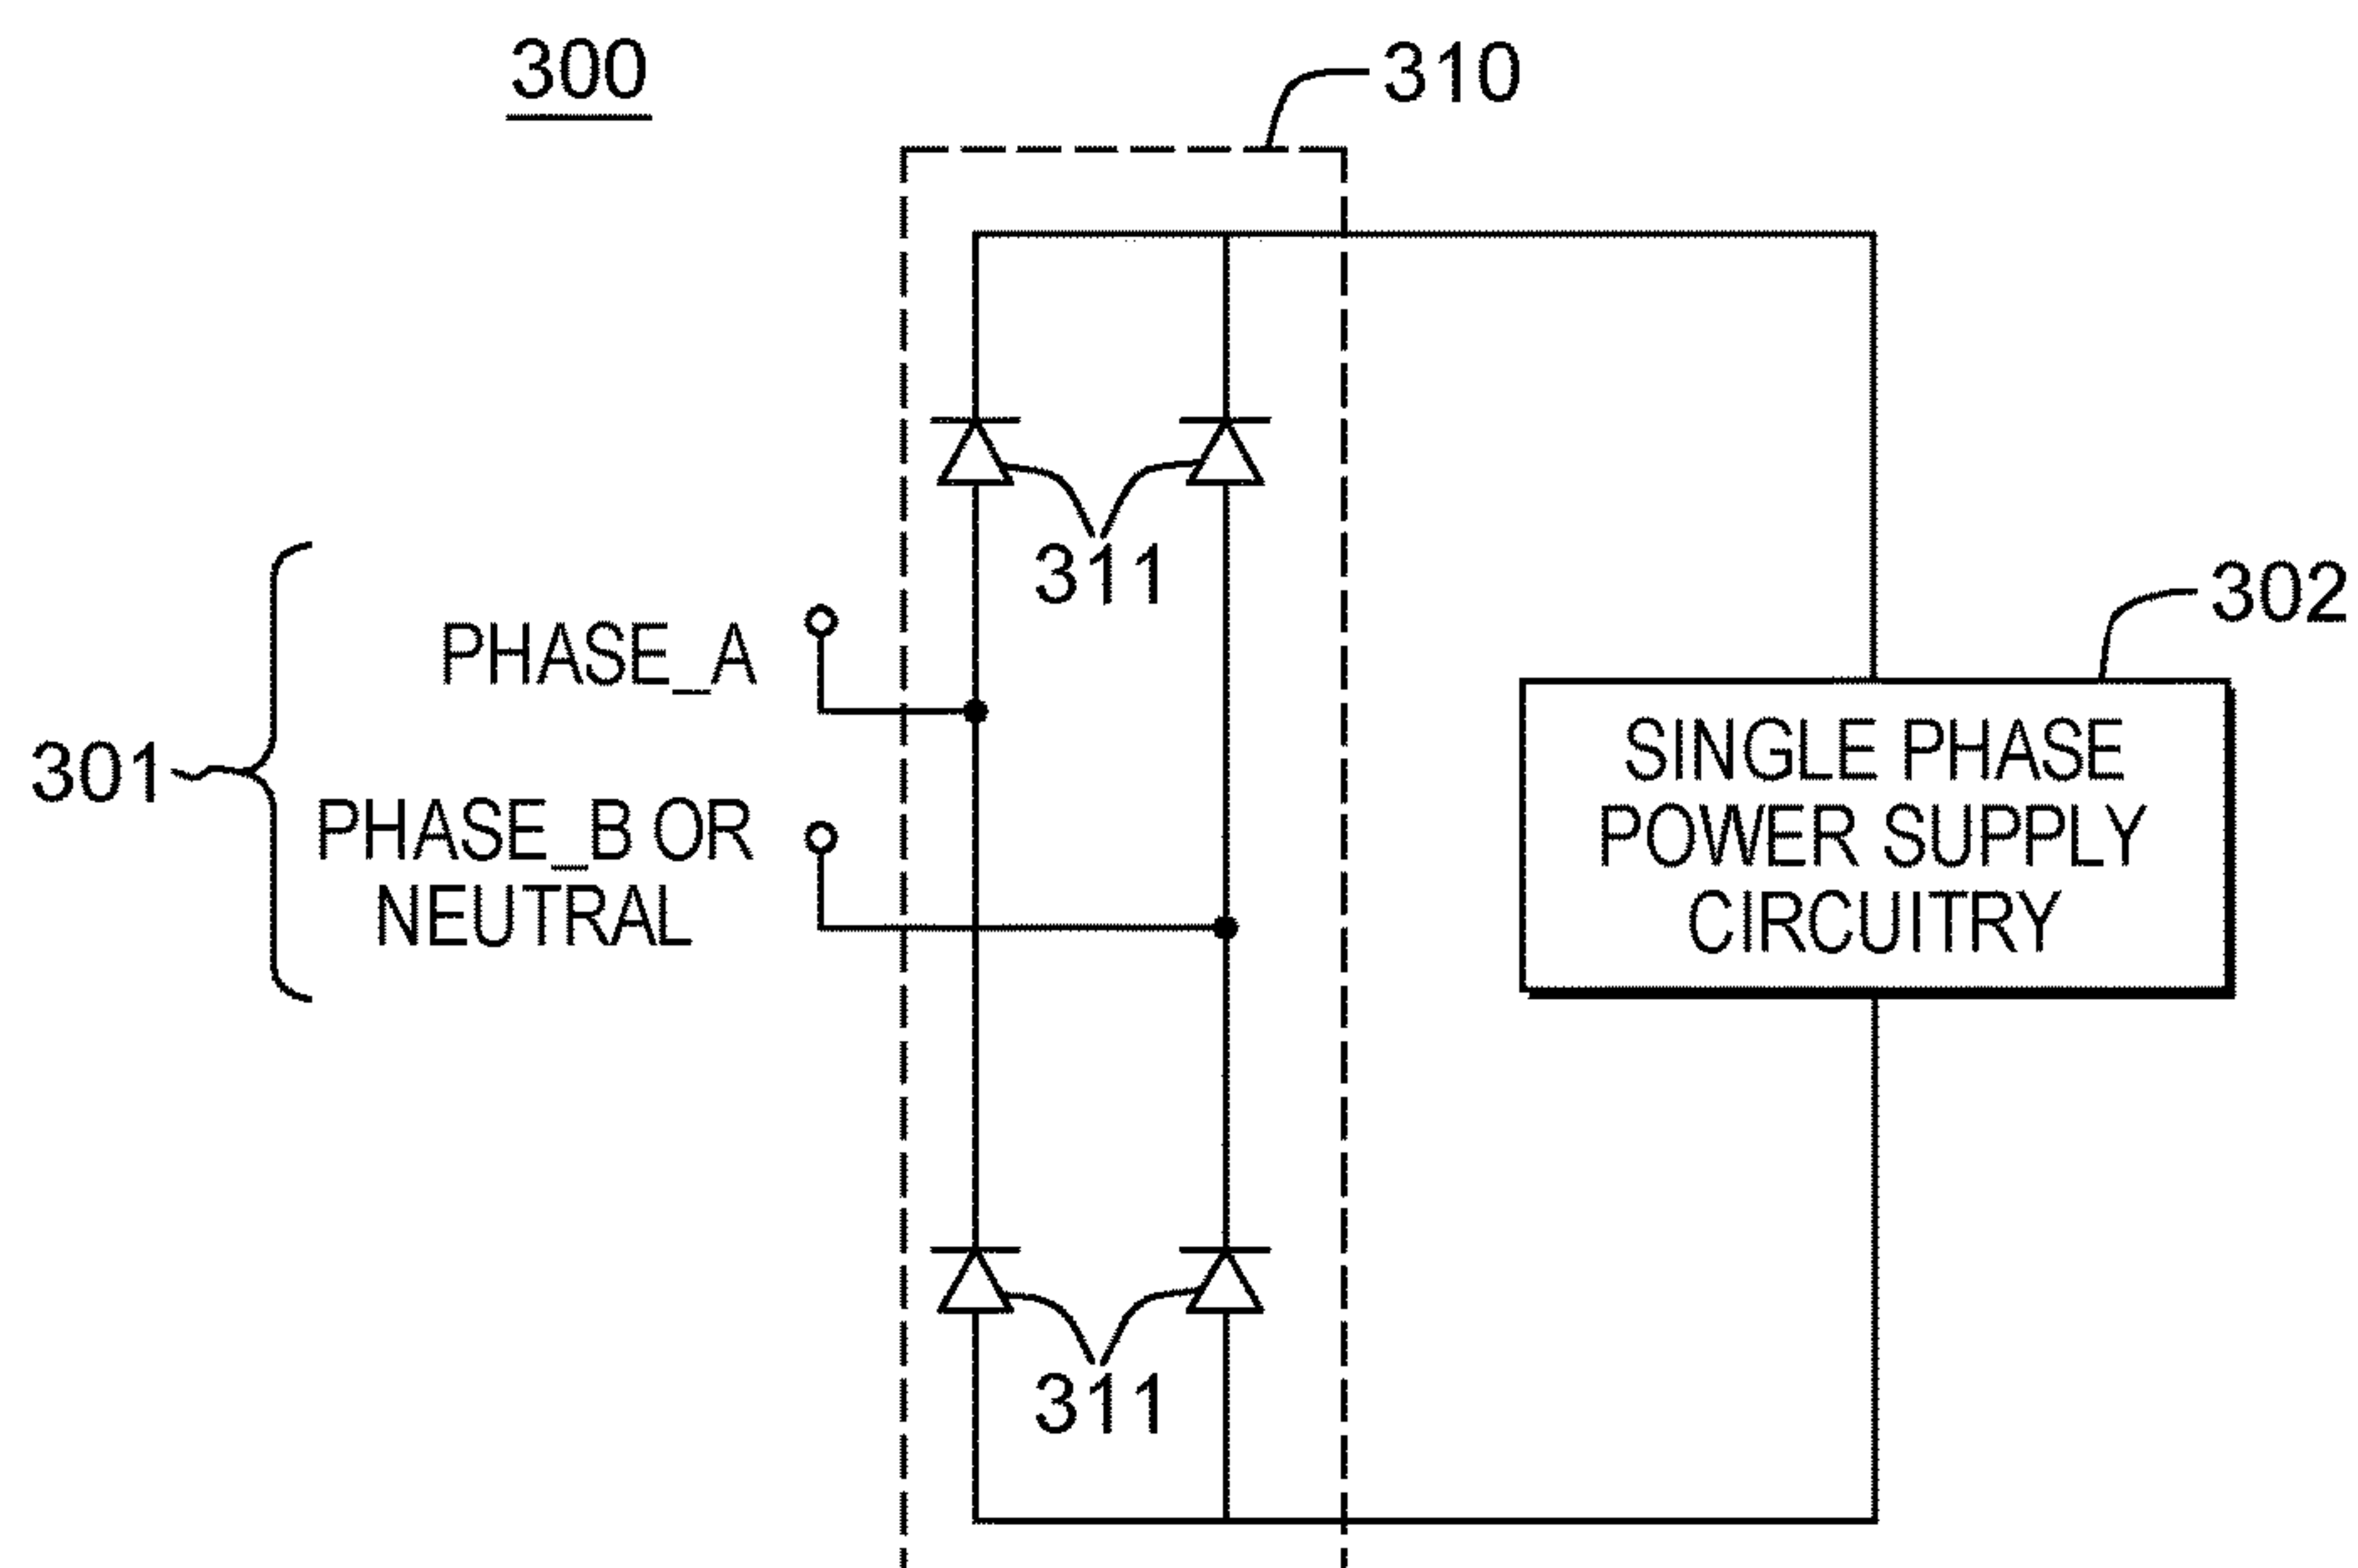 300
310
311
302
PHASE_A
301
PHASE_B OR
NEUTRAL
SINGLE PHASE
POWER SUPPLY
CIRCUITRY
311